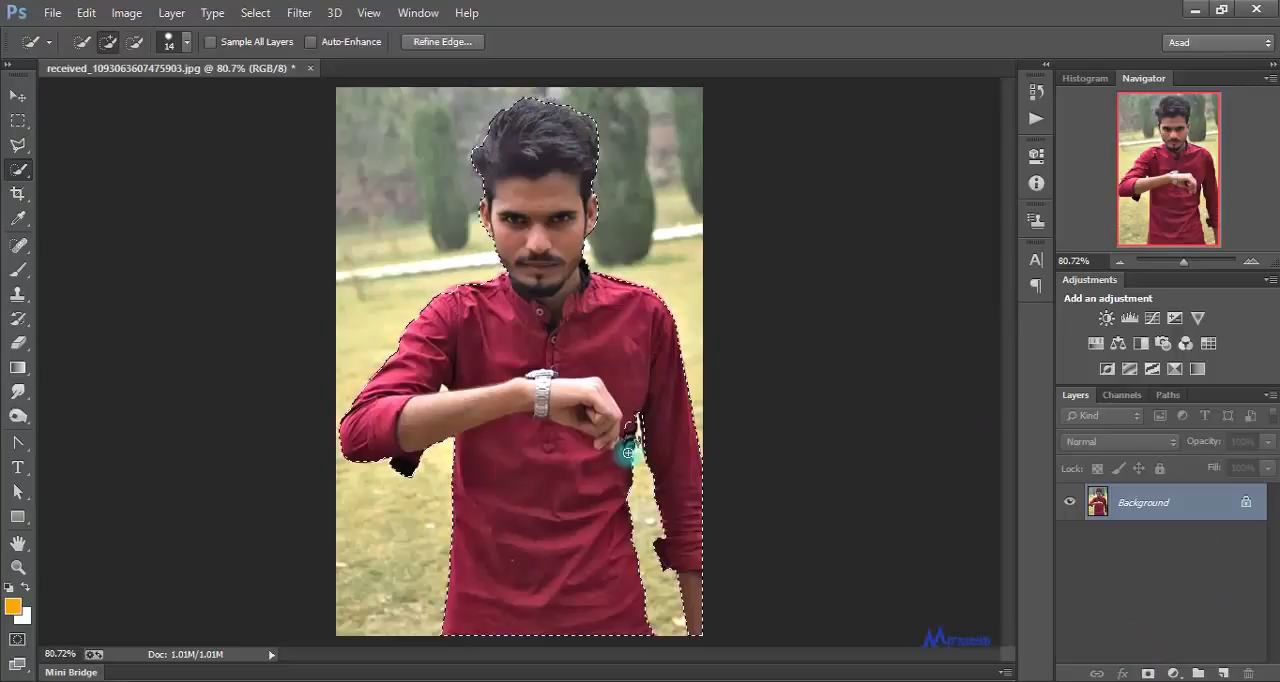 Ps File Edit Image Layer Type Select Filter 3D View Window Help
14 Sample All Layers Auto-Enhance Refine Edge... Asad
received_1093063607475903.jpg @ 80.7% (RGB/8) *
Histogram Navigator
80.72%
Adjustments
Add an adjustment
Layers Channels Paths
Kind
Normal Opacity: 100%
Lock: Fill: 100%
Background
80.72% Doc: 1.01M/1.01M
Mini Bridge